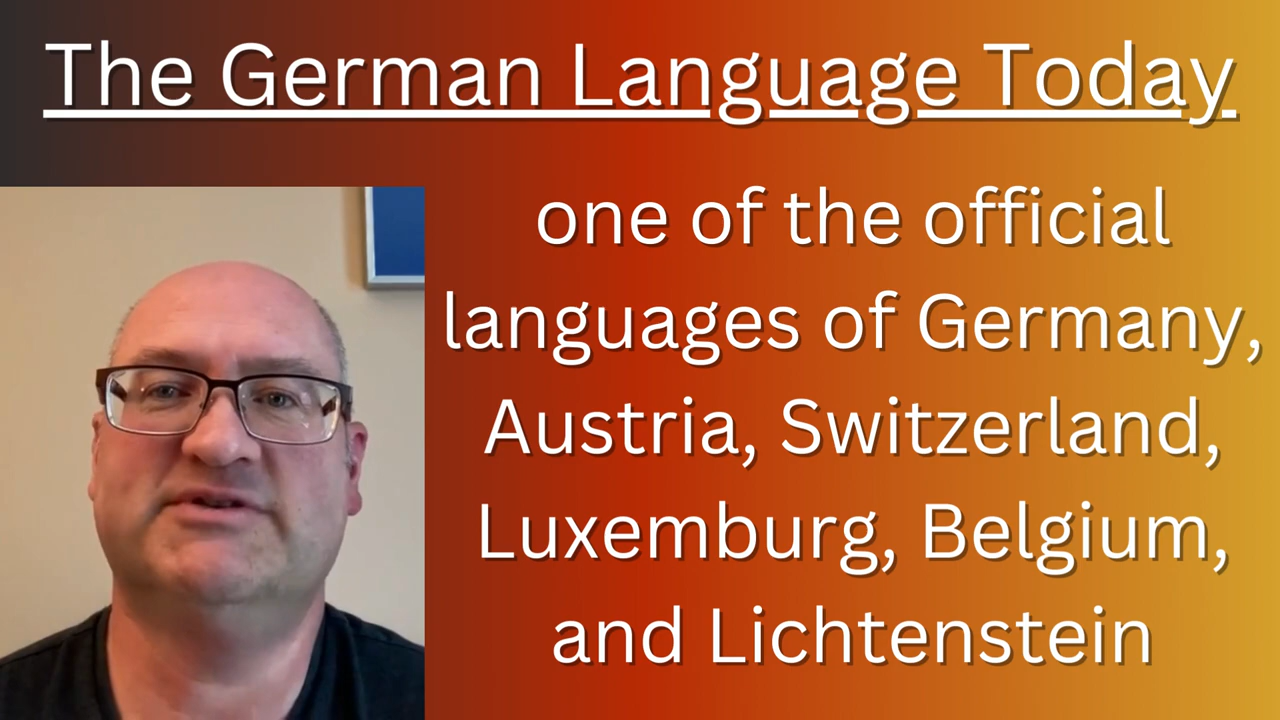 The German Language Today
one of the official
languages of Germany,
Austria, Switzerland,
Luxemburg, Belgium,
and Lichtenstein